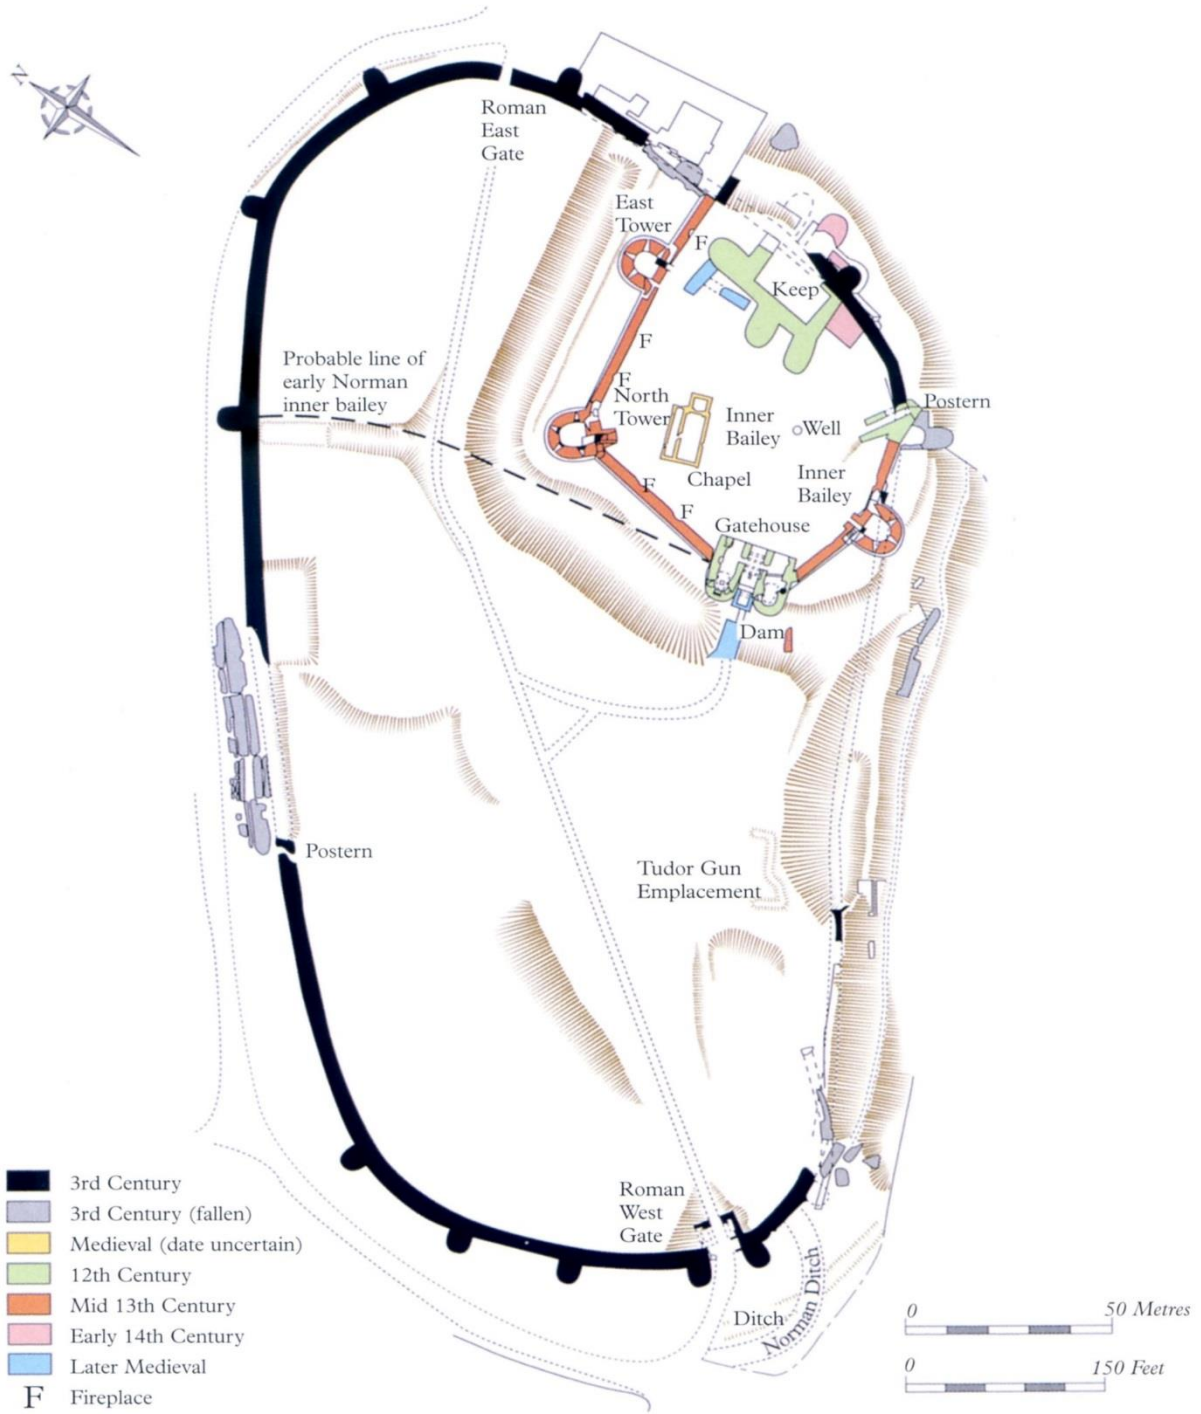 N
Roman
East
Gate
East
Tower
F
Keep
F
F
Probable line of
early Norman
inner bailey
North
Tower
Inner
Bailey
Well
Postern
Chapel
Inner
Bailey
F
F
Gatehouse
Dam
Postern
Tudor Gun
Emplacement
Roman
West
Gate
Ditch
Norman Ditch
3rd Century
3rd Century (fallen)
Medieval (date uncertain)
12th Century
Mid 13th Century
Early 14th Century
Later Medieval
F Fireplace
0 50 Metres
0 150 Feet